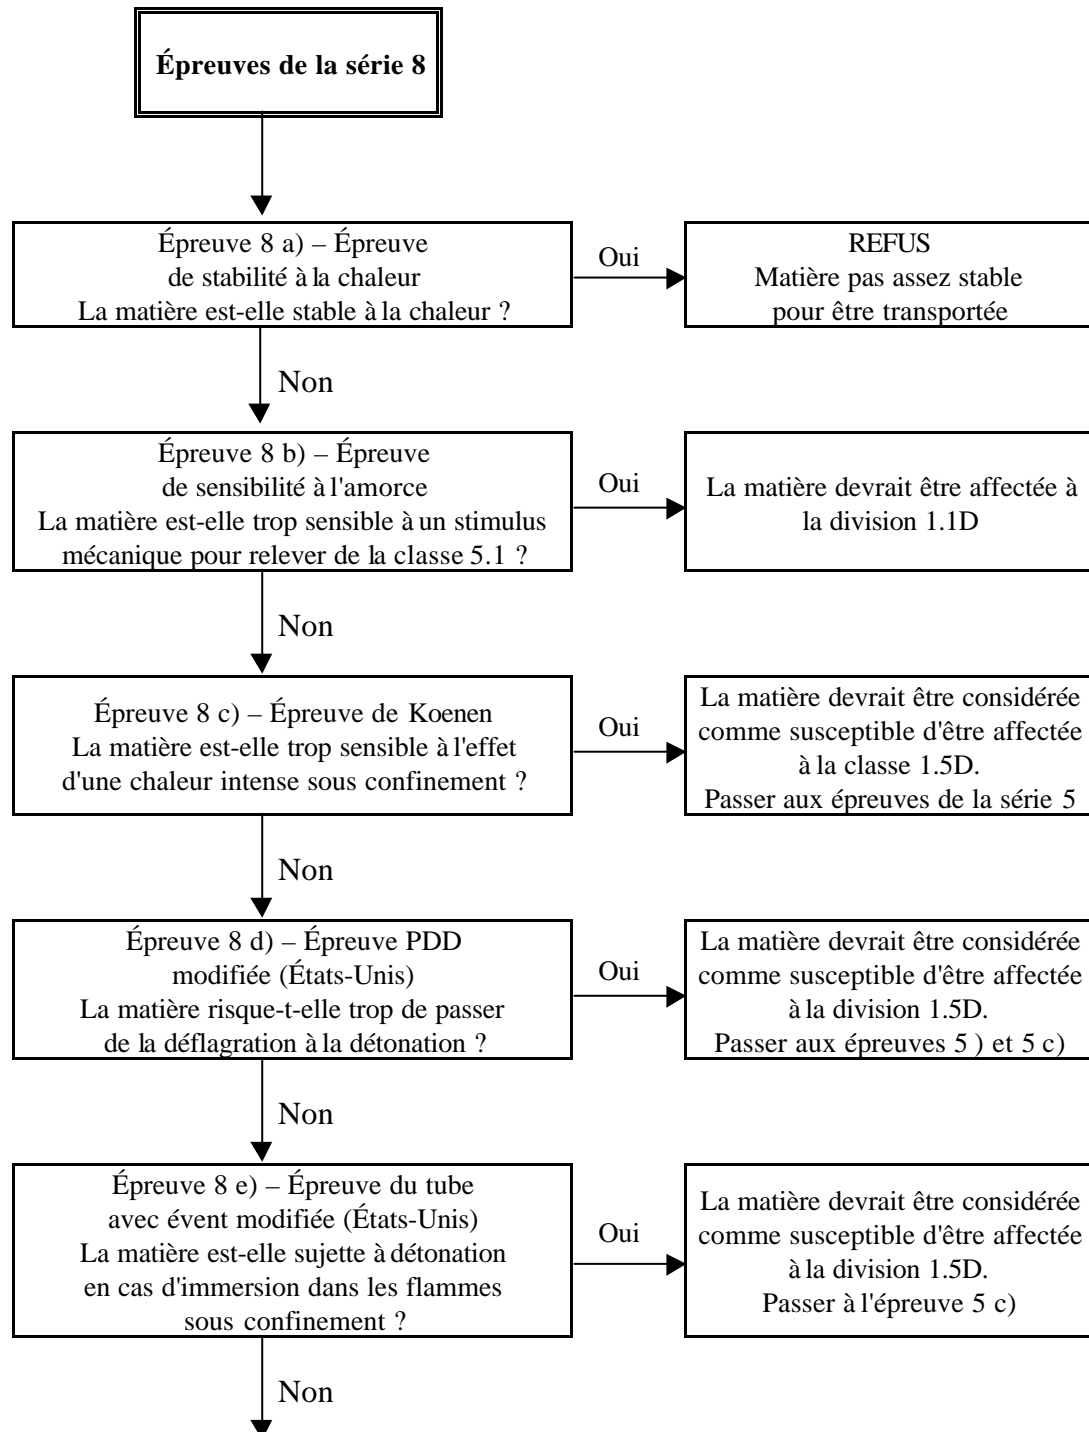 Épreuves de la série 8
Épreuve 8 a) – Épreuve
de stabilité à la chaleur
La matière est-elle stable à la chaleur ?
Oui
REFUS
Matière pas assez stable
pour être transportée
Non
Épreuve 8 b) – Épreuve
de sensibilité à l'amorce
La matière est-elle trop sensible à un stimulus
mécanique pour relever de la classe 5.1 ?
Oui
La matière devrait être affectée à
la division 1.1D
Non
Épreuve 8 c) – Épreuve de Koenen
La matière est-elle trop sensible à l'effet
d'une chaleur intense sous confinement ?
Oui
La matière devrait être considérée
comme susceptible d'être affectée
à la classe 1.5D.
Passer aux épreuves de la série 5
Non
Épreuve 8 d) – Épreuve PDD
modifiée (États-Unis)
La matière risque-t-elle trop de passer
de la déflagration à la détonation ?
Oui
La matière devrait être considérée
comme susceptible d'être affectée
à la division 1.5D.
Passer aux épreuves 5 ) et 5 c)
Non
Épreuve 8 e) – Épreuve du tube
avec évent modifiée (États-Unis)
La matière est-elle sujette à détonation
en cas d'immersion dans les flammes
sous confinement ?
Oui
La matière devrait être considérée
comme susceptible d'être affectée
à la division 1.5D.
Passer à l'épreuve 5 c)
Non